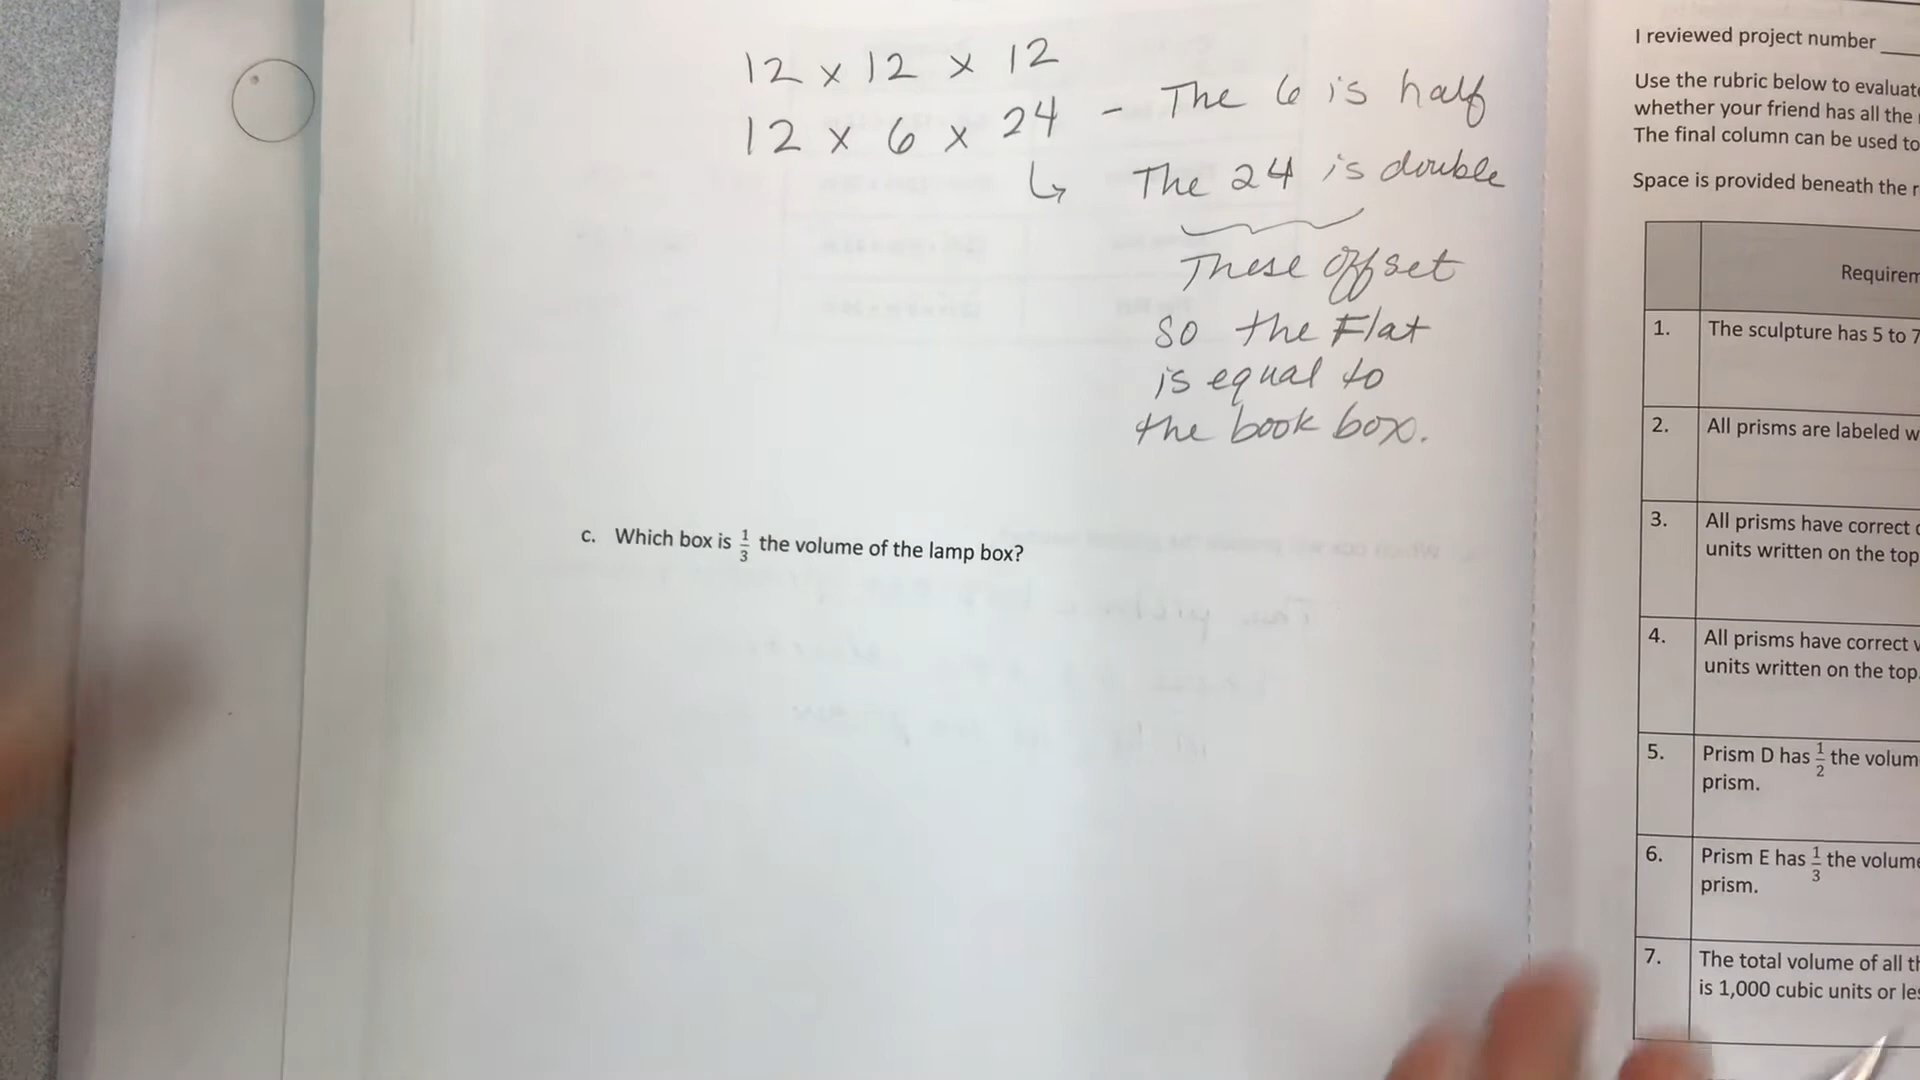 12 x 12 x 12
12 x 6 x 24 - The 6 is half
↳ The 24 is double
These offset
so the Flat
is equal to
the book box.
c. Which box is 1/3 the volume of the lamp box?
I reviewed project number
Use the rubric below to evaluate
whether your friend has all the
The final column can be used to
Space is provided beneath the
Requirem
1. The sculpture has 5 to 7
2. All prisms are labeled w
3. All prisms have correct
units written on the top
4. All prisms have correct
units written on the top.
5. Prism D has 1/2 the volum
prism.
6. Prism E has 1/3 the volume
prism.
7. The total volume of all th
is 1,000 cubic units or les